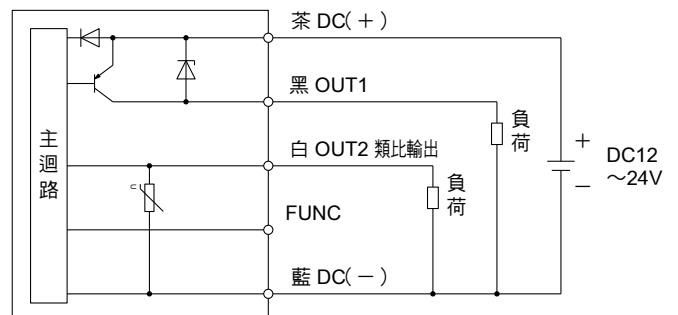 茶 DC(+)
黑 OUT1
主迴路
負荷
白 OUT2 類比輸出
+
DC12
−
～24V
負荷
FUNC
⊂
藍 DC(−)